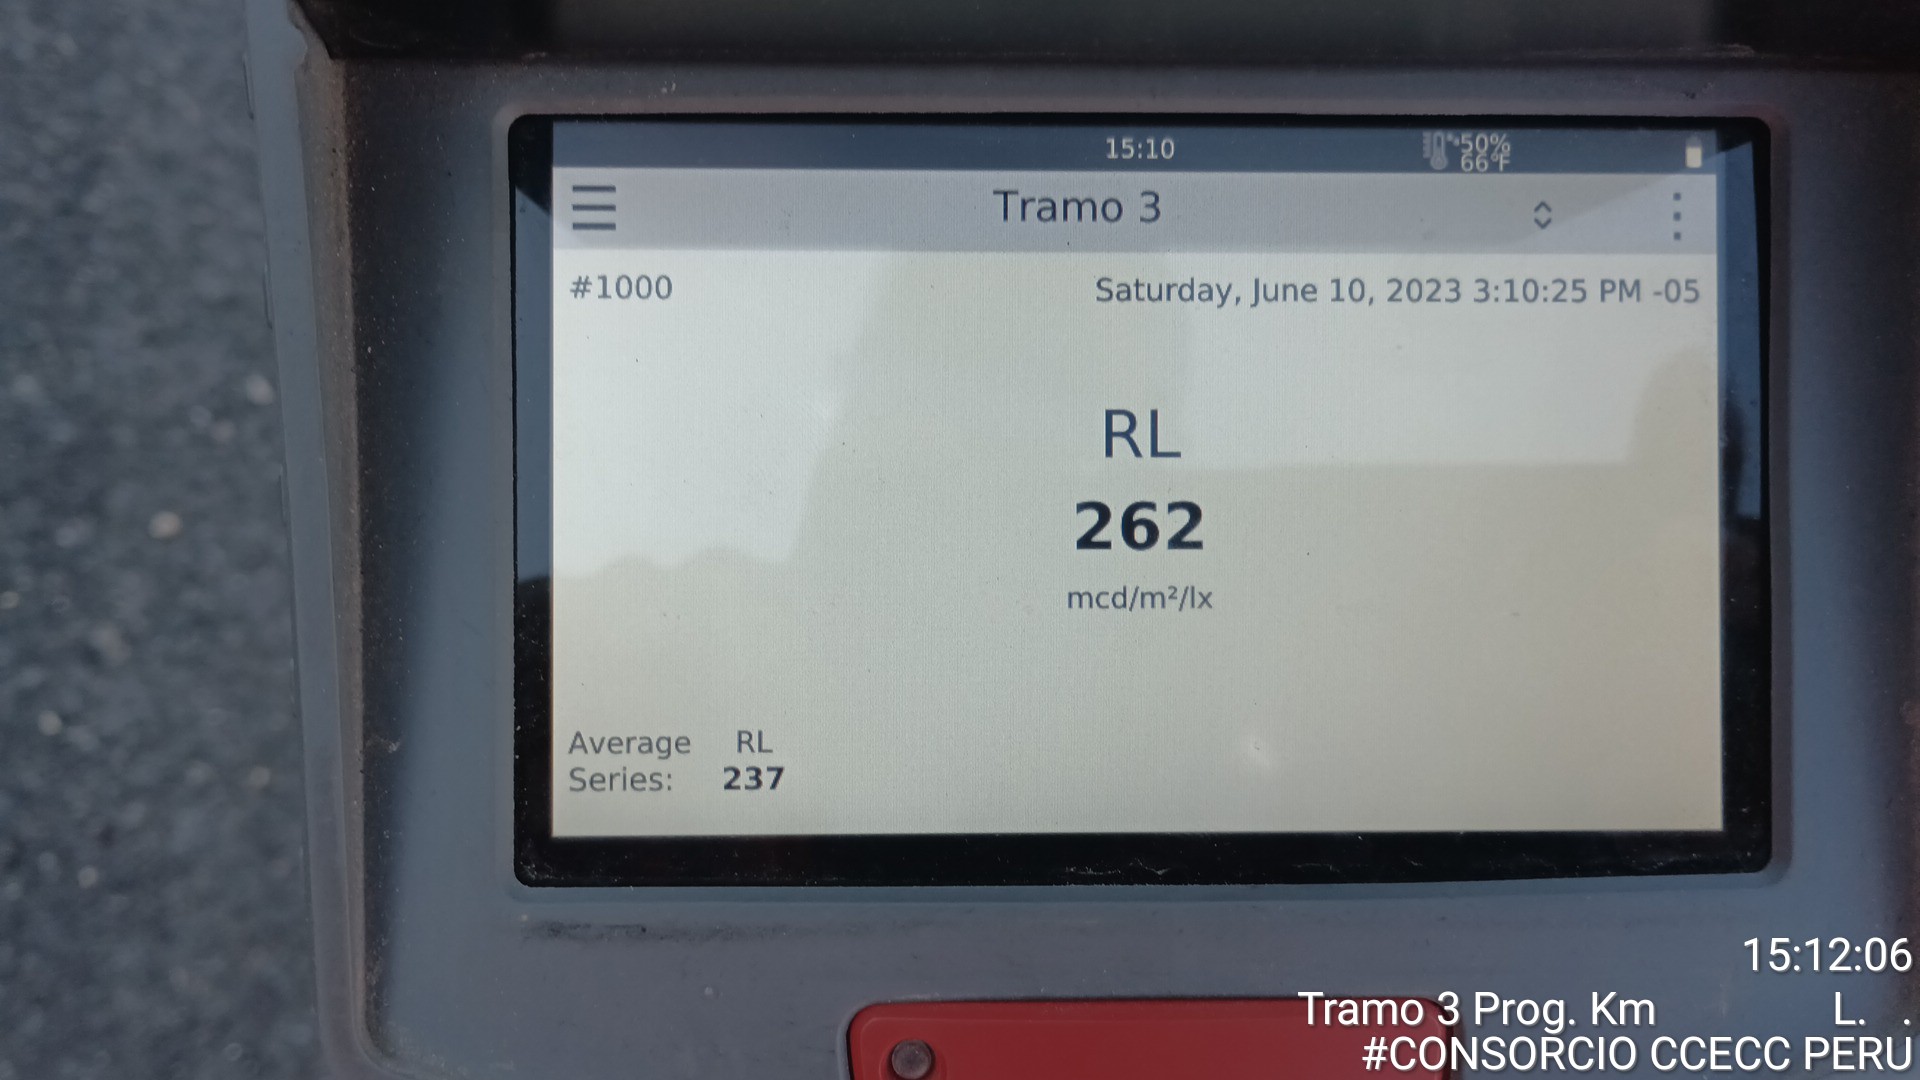 15:10
50%
66°F
Tramo 3
#1000
Saturday, June 10, 2023 3:10:25 PM -05
RL
262
mcd/m²/lx
Average RL
Series: 237
15:12:06
Tramo 3 Prog. Km L. .
#CONSORCIO CCECC PERU